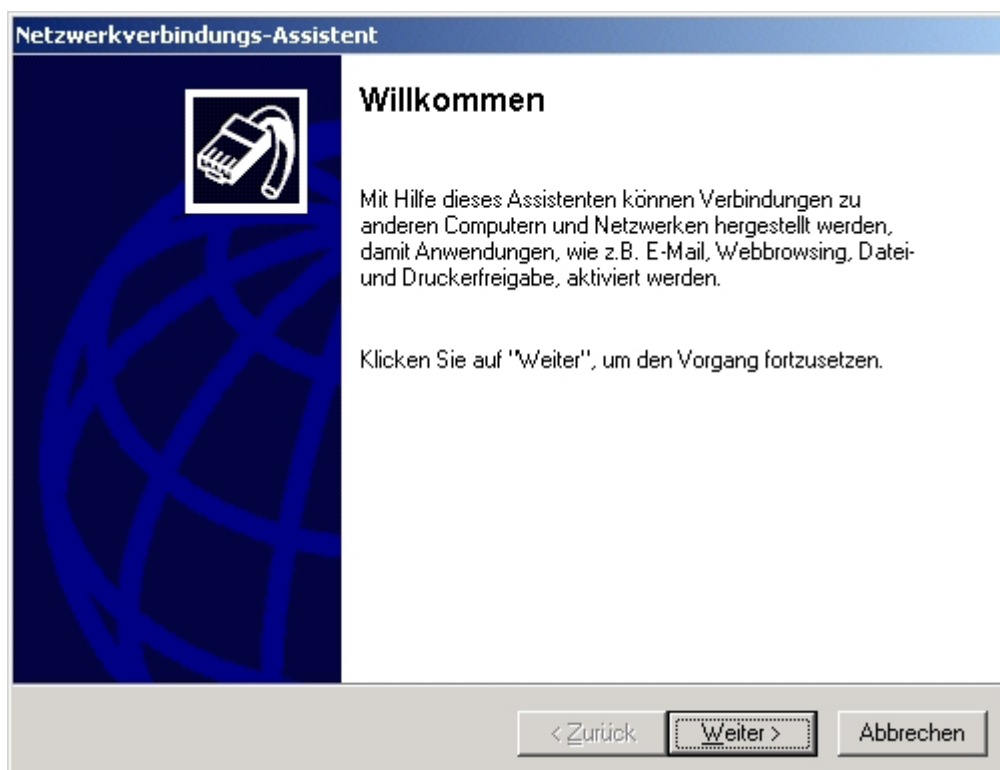 Netzwerkverbindungs-Assistent
Willkommen
Mit Hilfe dieses Assistenten können Verbindungen zu
anderen Computern und Netzwerken hergestellt werden,
damit Anwendungen, wie z.B. E-Mail, Webbrowsing, Datei-
und Druckerfreigabe, aktiviert werden.
Klicken Sie auf "Weiter", um den Vorgang fortzusetzen.
< Zurück Weiter > Abbrechen